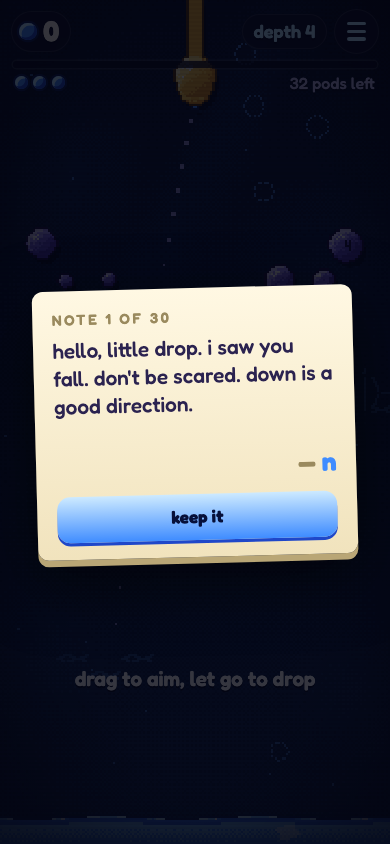 0
depth 4
32 pods left
4
NOTE 1 OF 30
hello, little drop. i saw you
fall. don't be scared. down is a
good direction.
— n
keep it
drag to aim, let go to drop